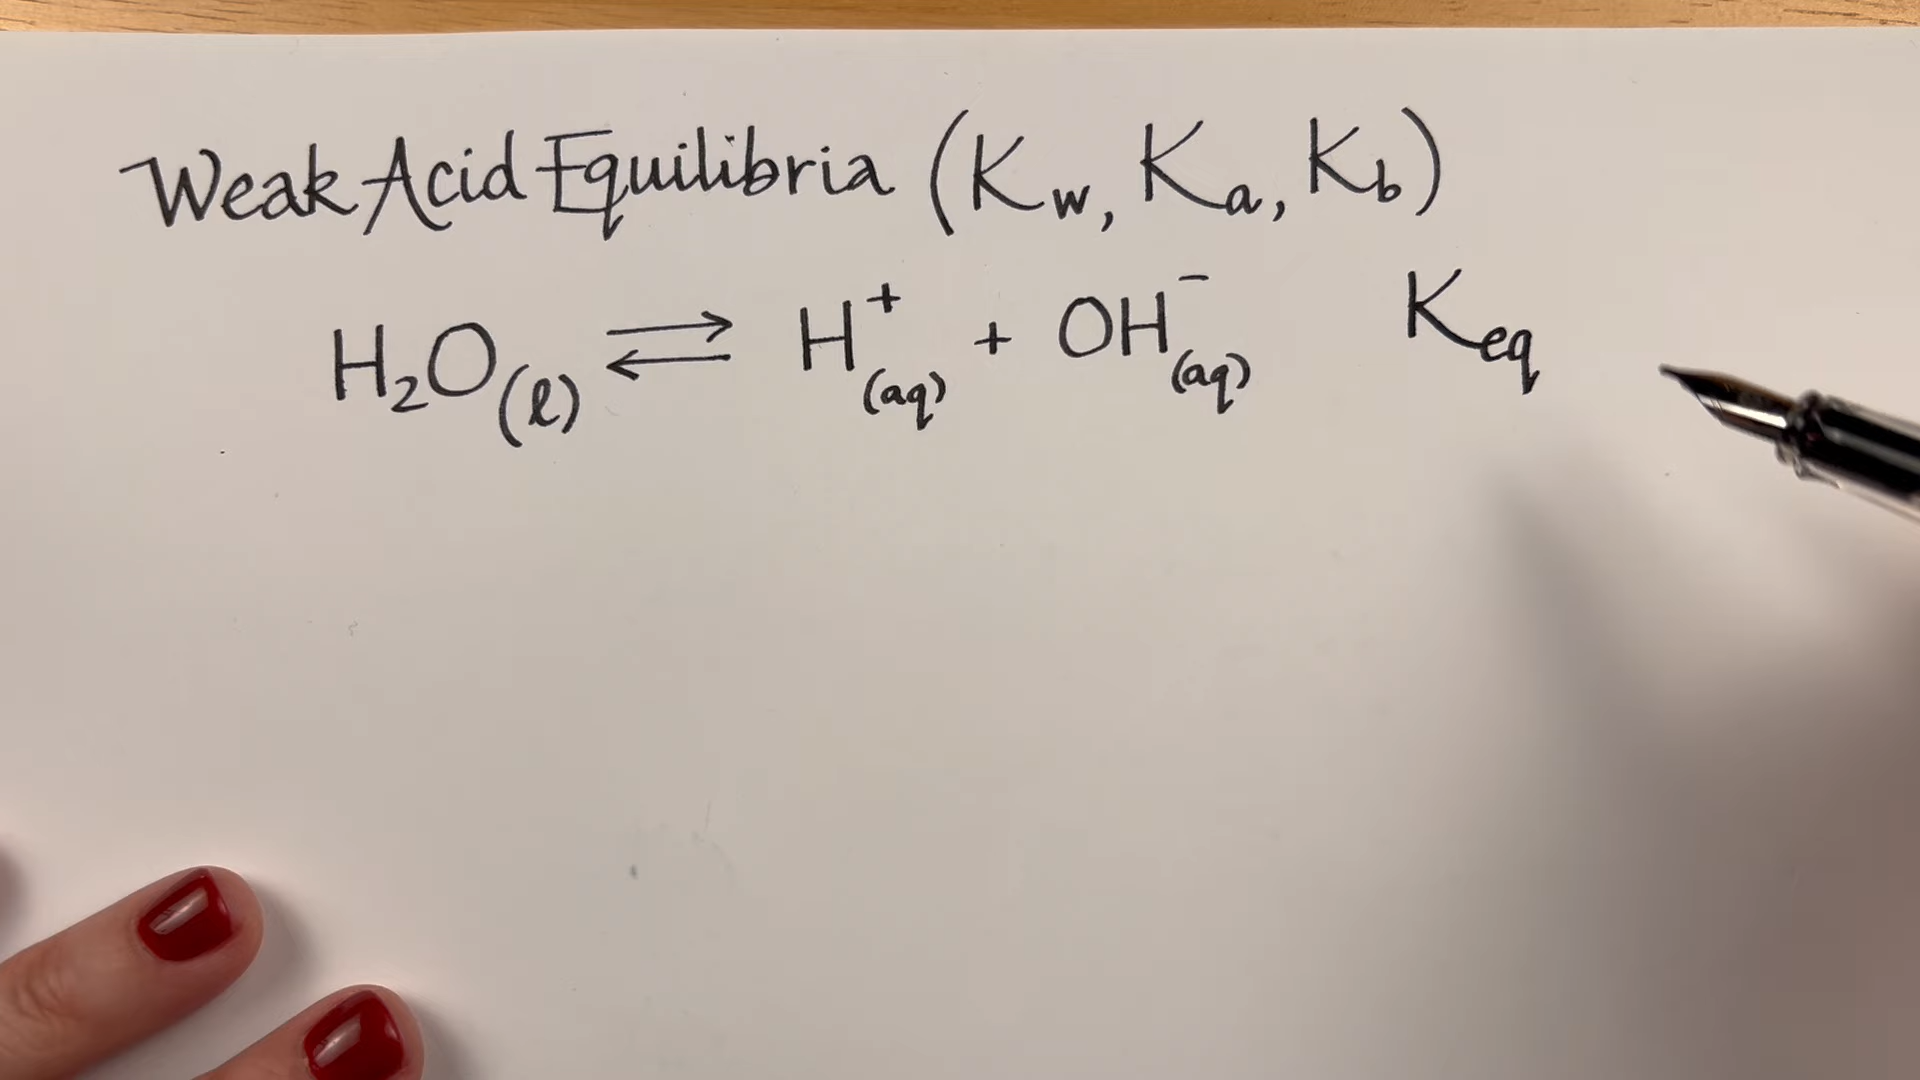 Weak Acid Equilibria (Kw, Ka, Kb)
H₂O(l) ⇌ H⁺(aq) + OH⁻(aq) Keq